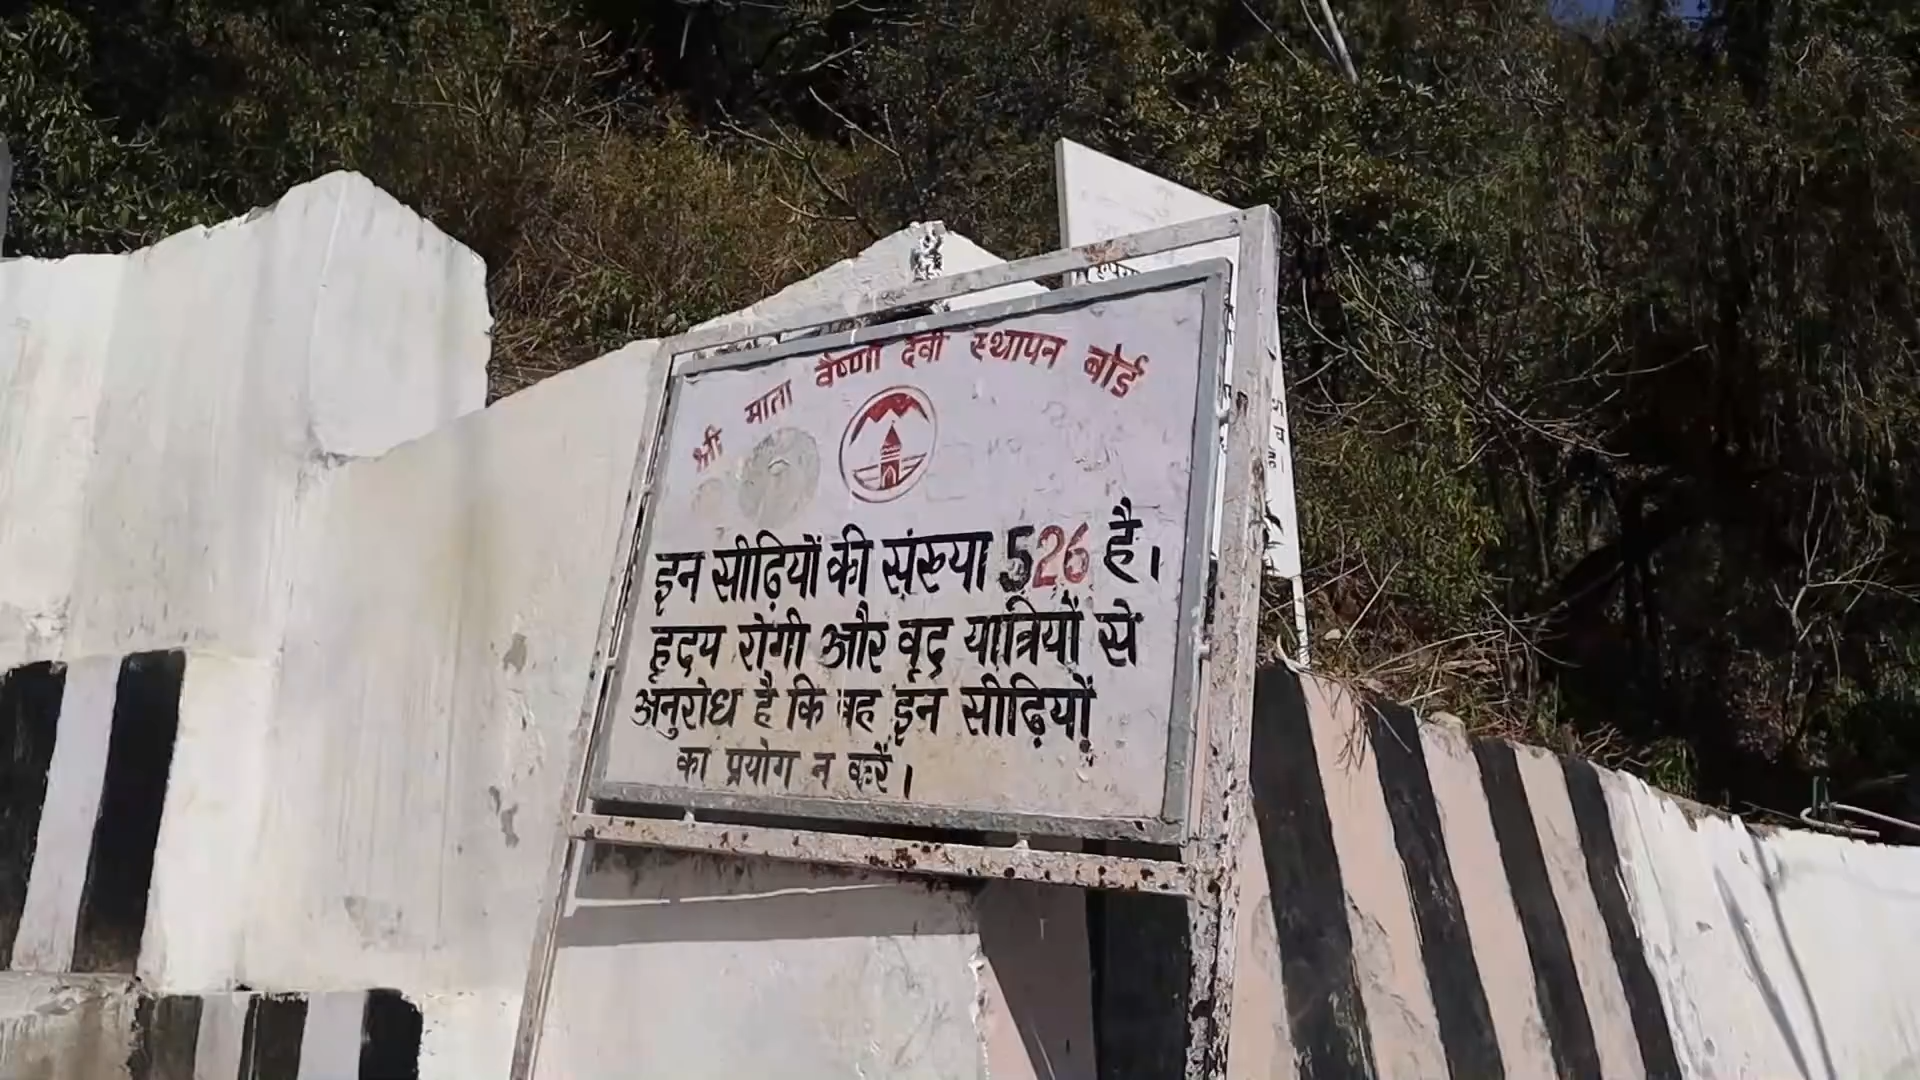 श्री माता वैष्णो देवी स्थापन बोर्ड
इन सीढ़ियों की संख्या 526 है।
हृदय रोगी और वृद्ध यात्रियों से
अनुरोध है कि वह इन सीढ़ियों
का प्रयोग न करें।